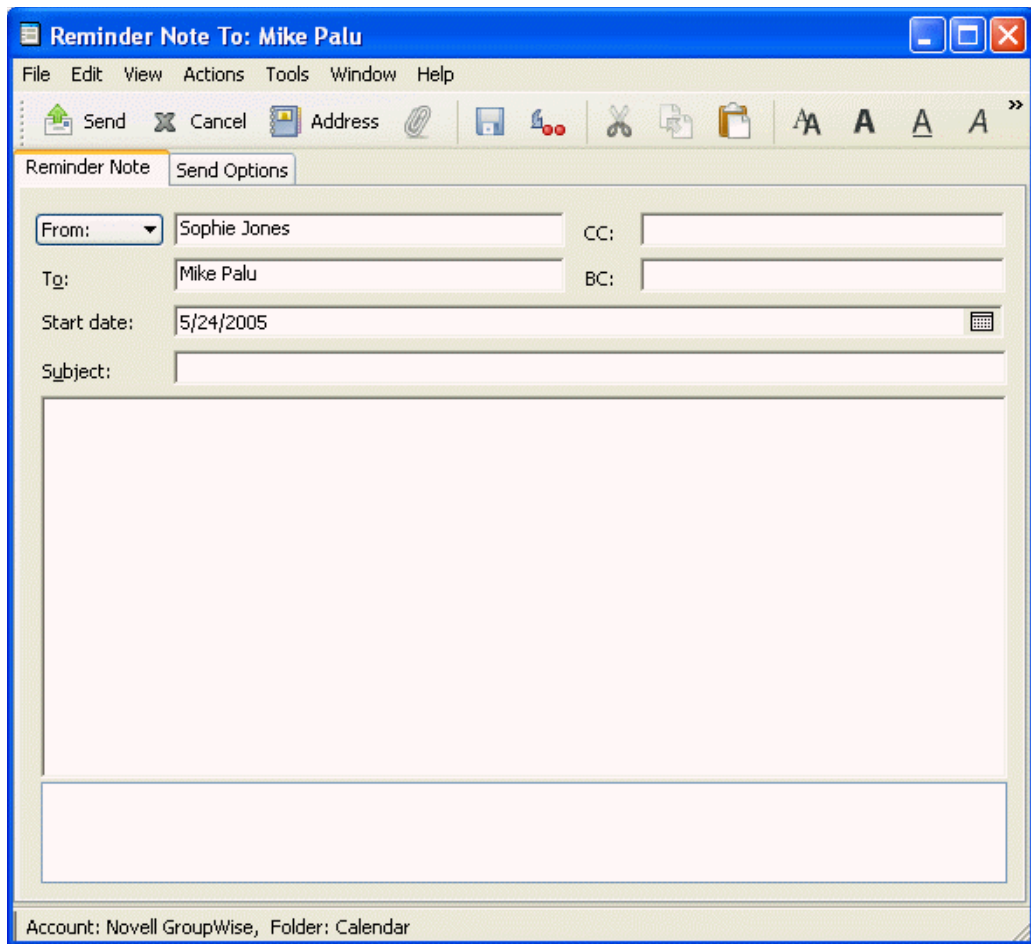 Reminder Note To: Mike Palu
File Edit View Actions Tools Window Help
Send Cancel Address A A A A A »
Reminder Note Send Options
From: Sophie Jones CC:
To: Mike Palu BC:
Start date: 5/24/2005
Subject:
Account: Novell GroupWise, Folder: Calendar